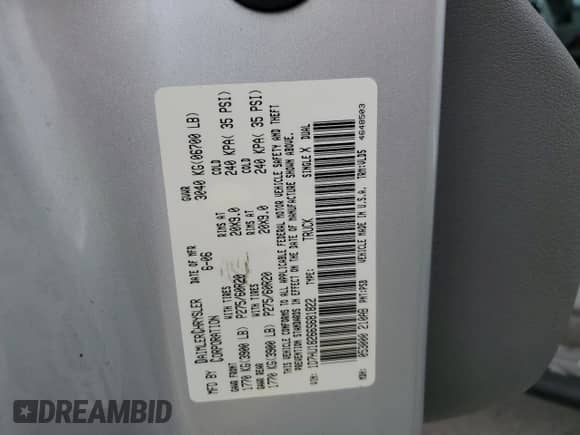 MFD BY DAIMLERCHRYSLER CORPORATION
DATE OF MFR 6-06
GVWR 3040 KG(06700 LB)
GAWR FRONT 1770 KG(3900 LB)
WITH TIRES P275/60R20
RIMS AT 20X9.0
COLD 240 KPA( 35 PSI)
GAWR REAR 1770 KG(3900 LB)
WITH TIRES P275/60R20
RIMS AT 20X9.0
COLD 240 KPA( 35 PSI)
THIS VEHICLE CONFORMS TO ALL APPLICABLE FEDERAL MOTOR VEHICLE SAFETY AND THEFT
PREVENTION STANDARDS IN EFFECT ON THE DATE OF MANUFACTURE SHOWN ABOVE.
VIN: TYPE: TRUCK SINGLE X DUAL
MDH: VEHICLE MADE IN U.S.A. 4648503
DREAMBID